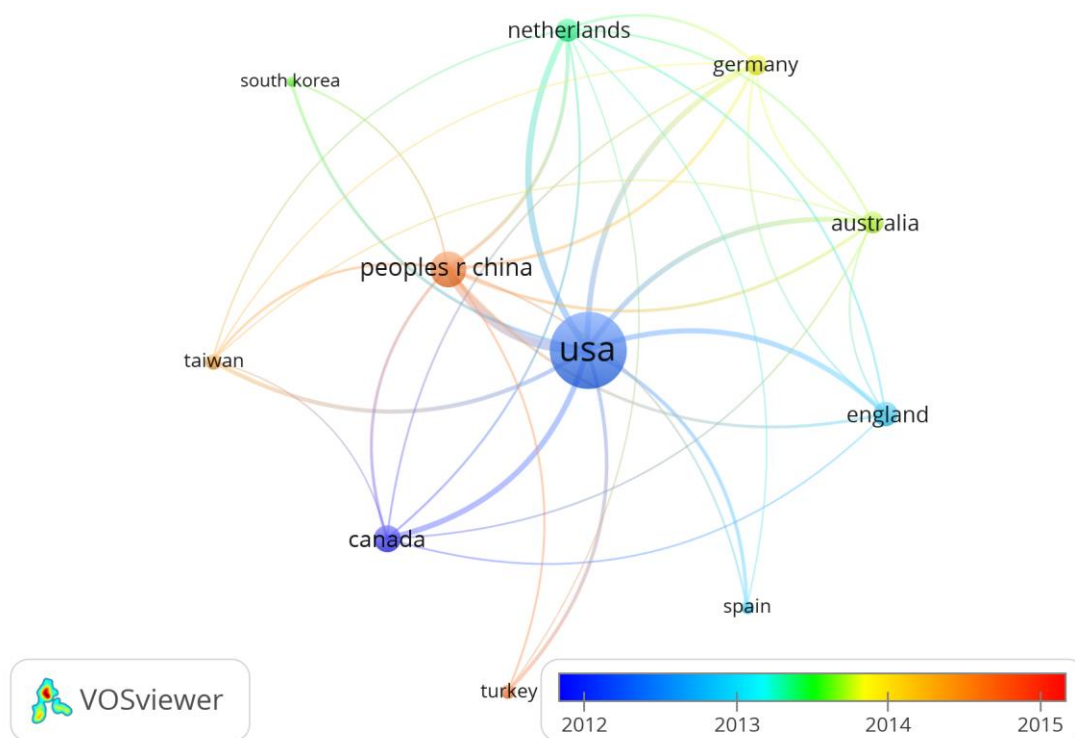 netherlands
germany
south korea
australia
peoples r china
usa
taiwan
england
canada
spain
turkey
VOSviewer
2012 2013 2014 2015